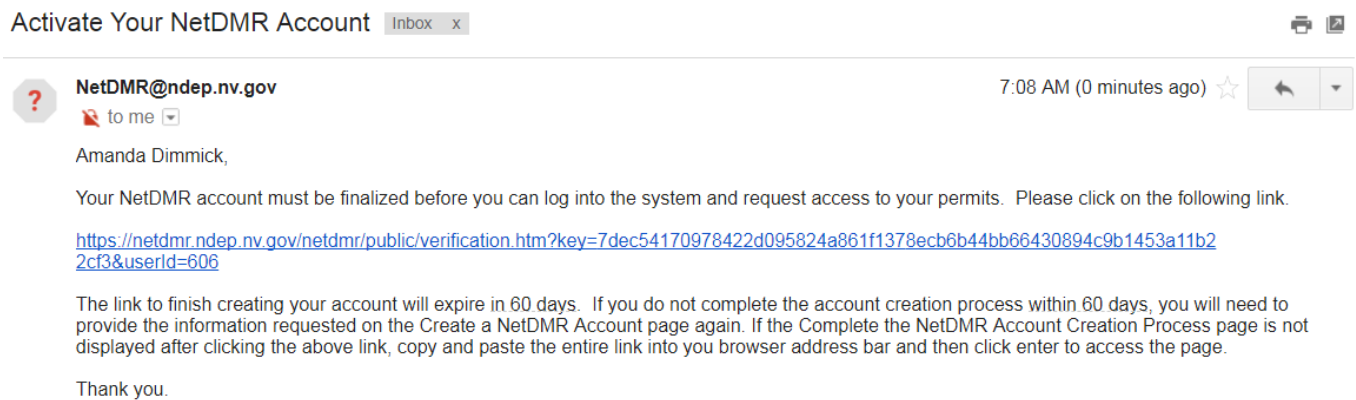 Activate Your NetDMR Account Inbox x
NetDMR@ndep.nv.gov 7:08 AM (0 minutes ago)
?
to me
Amanda Dimmick,
Your NetDMR account must be finalized before you can log into the system and request access to your permits.  Please click on the following link.
https://netdmr.ndep.nv.gov/netdmr/public/verification.htm?key=7dec54170978422d095824a861f1378ecb6b44bb66430894c9b1453a11b2
2cf3&userId=606
The link to finish creating your account will expire in 60 days.  If you do not complete the account creation process within 60 days, you will need to
provide the information requested on the Create a NetDMR Account page again. If the Complete the NetDMR Account Creation Process page is not
displayed after clicking the above link, copy and paste the entire link into you browser address bar and then click enter to access the page.
Thank you.